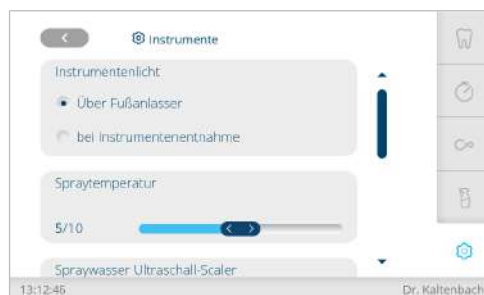 Instrumente
Instrumentenlicht
Über Fußanlasser
bei Instrumentenentnahme
Spraytemperatur
5/10
Spraywasser Ultraschall-Scaler
13:12:46
Dr. Kaltenbach